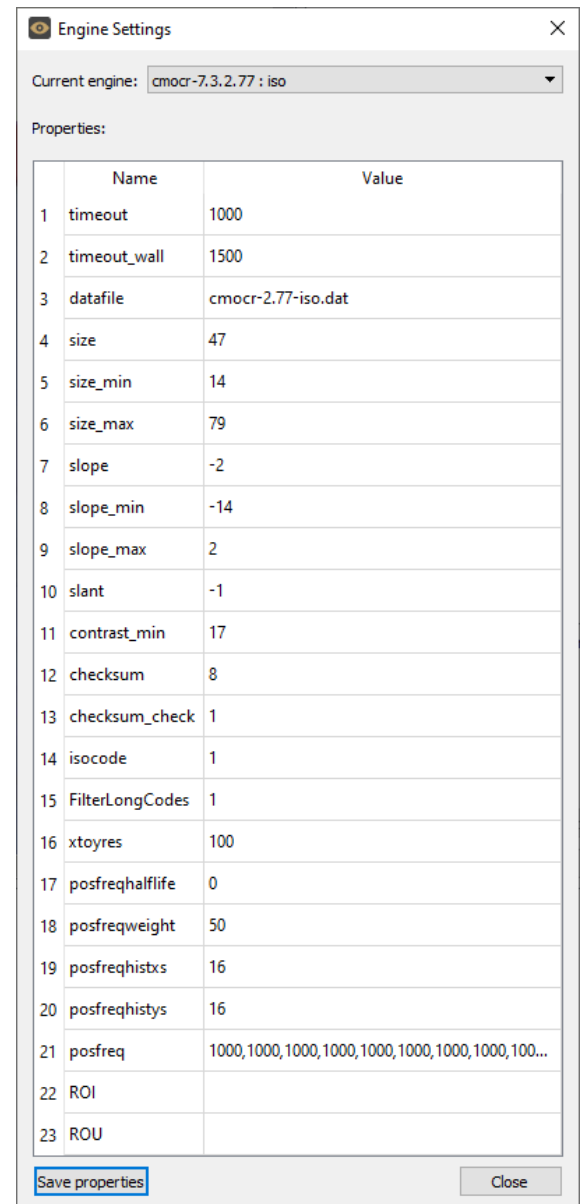 Engine Settings
Current engine: cmocr-7.3.2.77 : iso
Properties:
Name Value
1 timeout 1000
2 timeout_wall 1500
3 datafile cmocr-2.77-iso.dat
4 size 47
5 size_min 14
6 size_max 79
7 slope -2
8 slope_min -14
9 slope_max 2
10 slant -1
11 contrast_min 17
12 checksum 8
13 checksum_check 1
14 isocode 1
15 FilterLongCodes 1
16 xtoyres 100
17 posfreqhalflife 0
18 posfreqweight 50
19 posfreqhistxs 16
20 posfreqhistys 16
21 posfreq 1000,1000,1000,1000,1000,1000,1000,1000,100...
22 ROI
23 ROU
Save properties Close